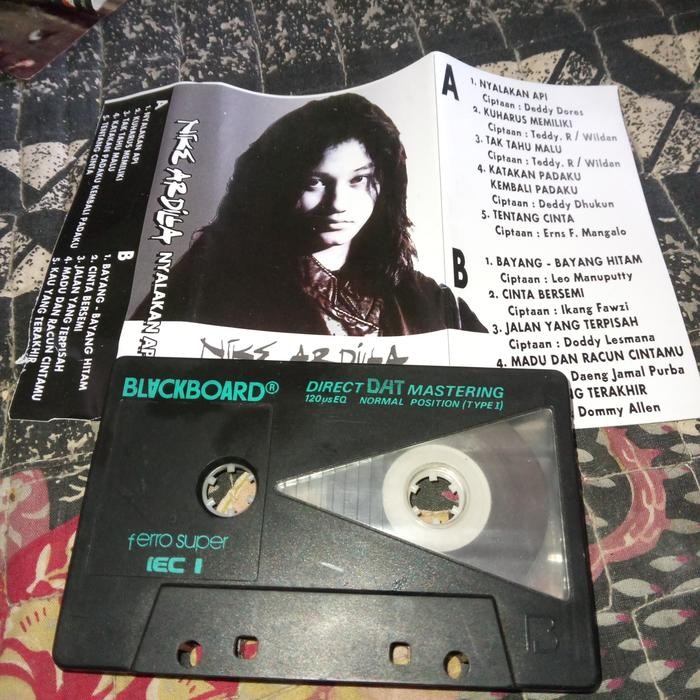 A
1. NYALAKAN API
2. KUHARUS MEMILIKI
3. TAK TAHU MALU
4. KATAKAN PADAKU KEMBALI PADAKU
5. TENTANG CINTA
B
1. BAYANG - BAYANG HITAM
2. CINTA BERSEMI
3. JALAN YANG TERPISAH
4. MADU DAN RACUN CINTAMU
5. KAU YANG TERAKHIR
NIKE ARDILLA NYALAKAN AP
NIKE ARDILLA
A
1. NYALAKAN API
Ciptaan : Deddy Dores
2. KUHARUS MEMILIKI
Ciptaan : Teddy. R / Wildan
3. TAK TAHU MALU
Ciptaan : Teddy. R / Wildan
4. KATAKAN PADAKU
KEMBALI PADAKU
Ciptaan : Deddy Dhukun
5. TENTANG CINTA
Ciptaan : Erns F. Mangalo
B
1. BAYANG - BAYANG HITAM
Ciptaan : Leo Manuputty
2. CINTA BERSEMI
Ciptaan : Ikang Fawzi
3. JALAN YANG TERPISAH
Ciptaan : Doddy Lesmana
4. MADU DAN RACUN CINTAMU
Daeng Jamal Purba
NG TERAKHIR
Dommy Allen
BLACKBOARD®
DIRECT DAT MASTERING
120µs EQ NORMAL POSITION (TYPE I)
ferro super
IEC I
B